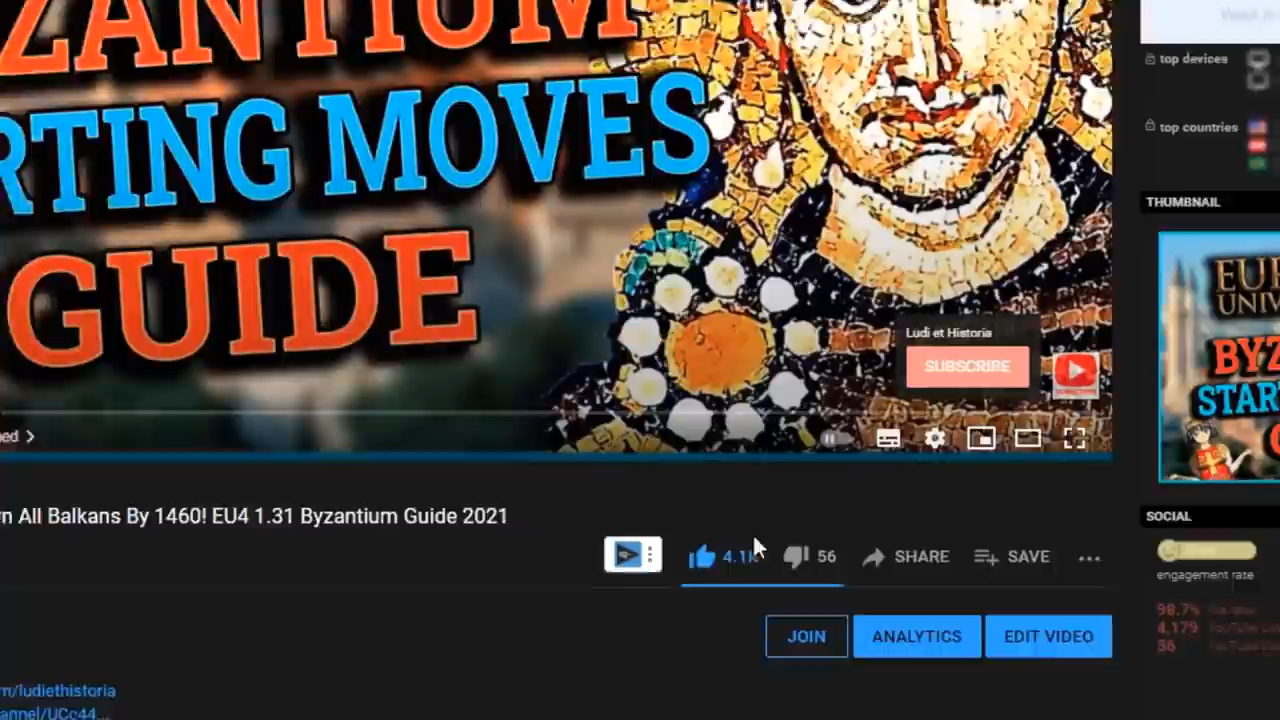 ZANTIUM
RTING MOVES
GUIDE
Ludi et Historia
SUBSCRIBE
top devices
top countries
THUMBNAIL
BYZ
STAR
n All Balkans By 1460! EU4 1.31 Byzantium Guide 2021
4.1K
56
SHARE
SAVE
SOCIAL
engagement rate
98.7%
4,179
56
JOIN
ANALYTICS
EDIT VIDEO
m/ludiethistoria
annel/UCc44...